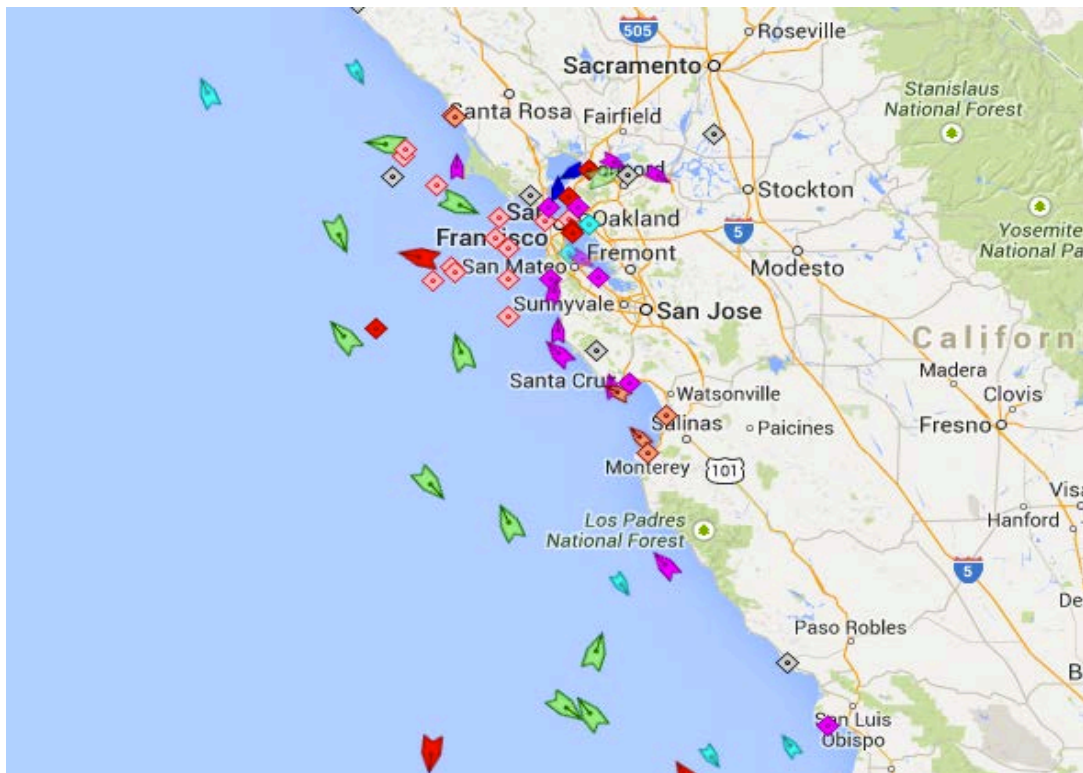 505
Roseville
Sacramento
Stanislaus
National Forest
Santa Rosa
Fairfield
Stockton
Oakland
Francisco
5
Yosemite
National Pa
Modesto
San Mateo
Fremont
Sunnyvale
San Jose
Californ
Madera
Santa Cruz
Watsonville
Clovis
Salinas
Paicines
Fresno
Monterey
101
Visa
Hanford
Los Padres
National Forest
5
De
Paso Robles
B
San Luis
Obispo